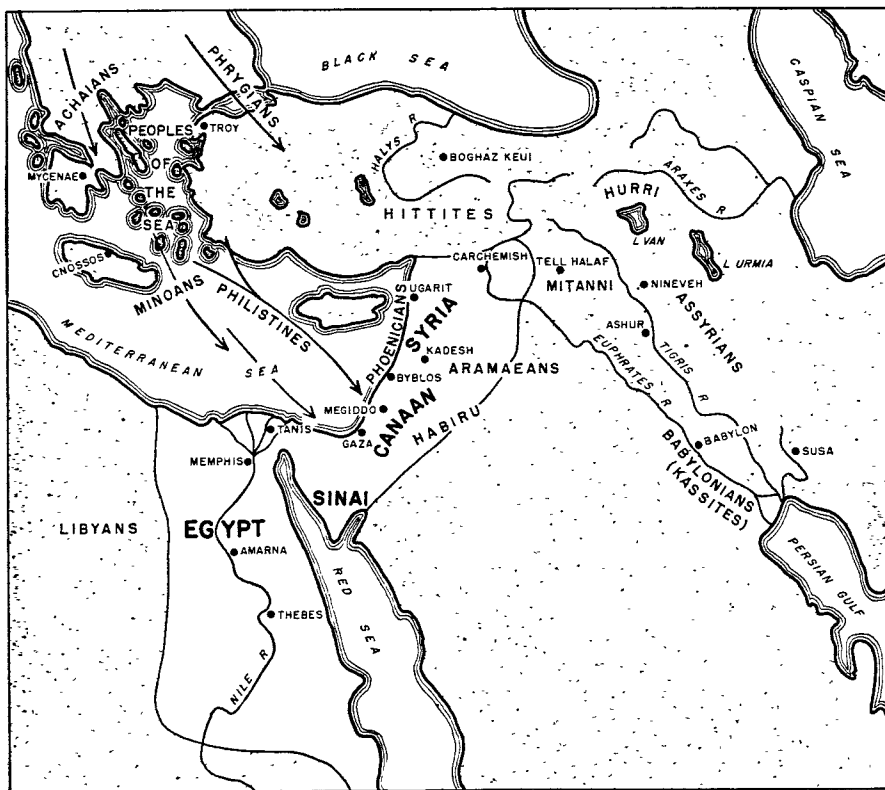 BLACK SEA
CASPIAN SEA
ACHAIANS
PHRYGIANS
PEOPLES
OF
THE
SEA
TROY
MYCENAE
HALYS R
BOGHAZ KEUI
HITTITES
HURRI
ARAXES R
L VAN
L URMIA
CNOSSOS
MINOANS
PHILISTINES
MEDITERRANEAN SEA
CARCHEMISH
TELL HALAF
MITANNI
NINEVEH
ASSYRIANS
ASHUR
TIGRIS R
EUPHRATES R
UGARIT
PHOENICIANS
SYRIA
KADESH
BYBLOS
ARAMAEANS
MEGIDDO
CANAAN
GAZA
HABIRU
BABYLON
BABYLONIANS
(KASSITES)
SUSA
TANIS
MEMPHIS
SINAI
LIBYANS
EGYPT
AMARNA
THEBES
RED SEA
NILE R
PERSIAN GULF